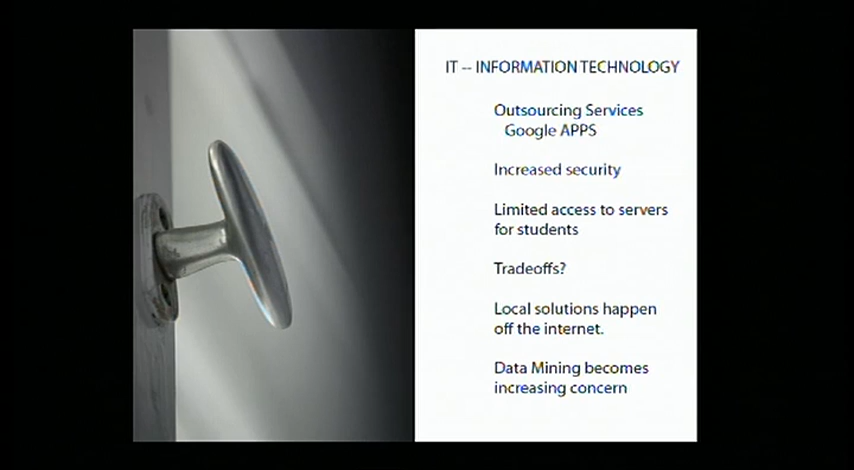 IT -- INFORMATION TECHNOLOGY
Outsourcing Services
Google APPS
Increased security
Limited access to servers
for students
Tradeoffs?
Local solutions happen
off the internet.
Data Mining becomes
increasing concern